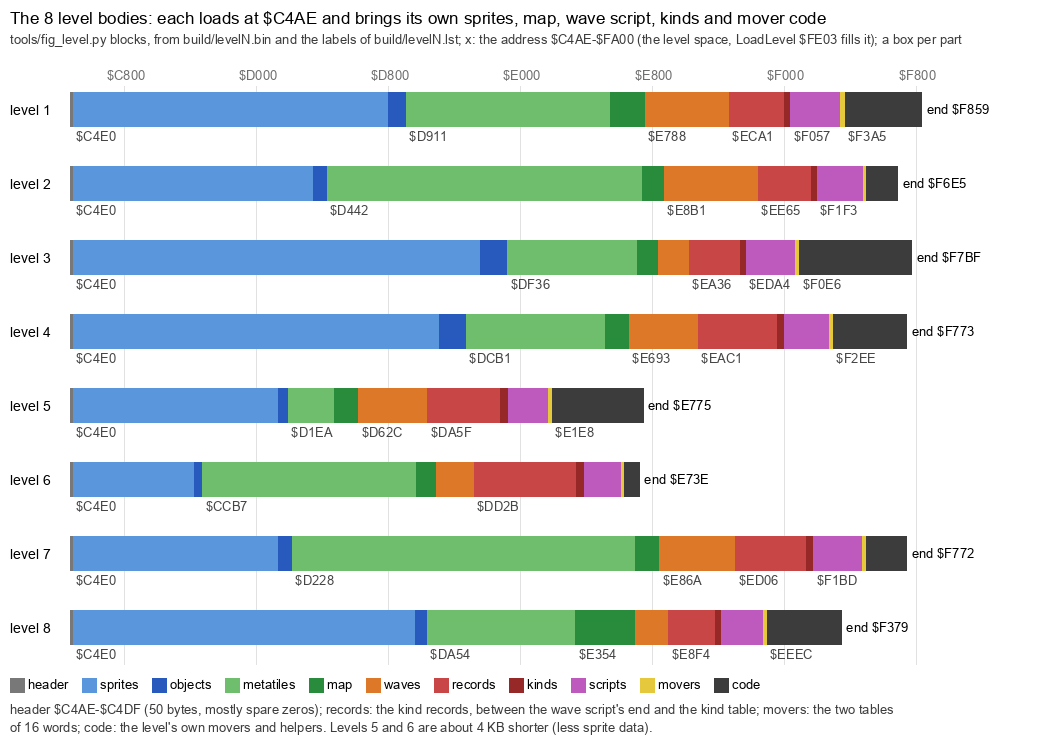 The 8 level bodies: each loads at $C4AE and brings its own sprites, map, wave script, kinds and mover code
tools/fig_level.py blocks, from build/levelN.bin and the labels of build/levelN.lst; x: the address $C4AE-$FA00 (the level space, LoadLevel $FE03 fills it); a box per part
$C800 $D000 $D800 $E000 $E800 $F000 $F800
level 1 end $F859
$C4E0 $D911 $E788 $ECA1 $F057 $F3A5
level 2 end $F6E5
$C4E0 $D442 $E8B1 $EE65 $F1F3
level 3 end $F7BF
$C4E0 $DF36 $EA36 $EDA4 $F0E6
level 4 end $F773
$C4E0 $DCB1 $E693 $EAC1 $F2EE
level 5 end $E775
$C4E0 $D1EA $D62C $DA5F $E1E8
level 6 end $E73E
$C4E0 $CCB7 $DD2B
level 7 end $F772
$C4E0 $D228 $E86A $ED06 $F1BD
level 8 end $F379
$C4E0 $DA54 $E354 $E8F4 $EEEC
header sprites objects metatiles map waves records kinds scripts movers code
header $C4AE-$C4DF (50 bytes, mostly spare zeros); records: the kind records, between the wave script's end and the kind table; movers: the two tables
of 16 words; code: the level's own movers and helpers. Levels 5 and 6 are about 4 KB shorter (less sprite data).